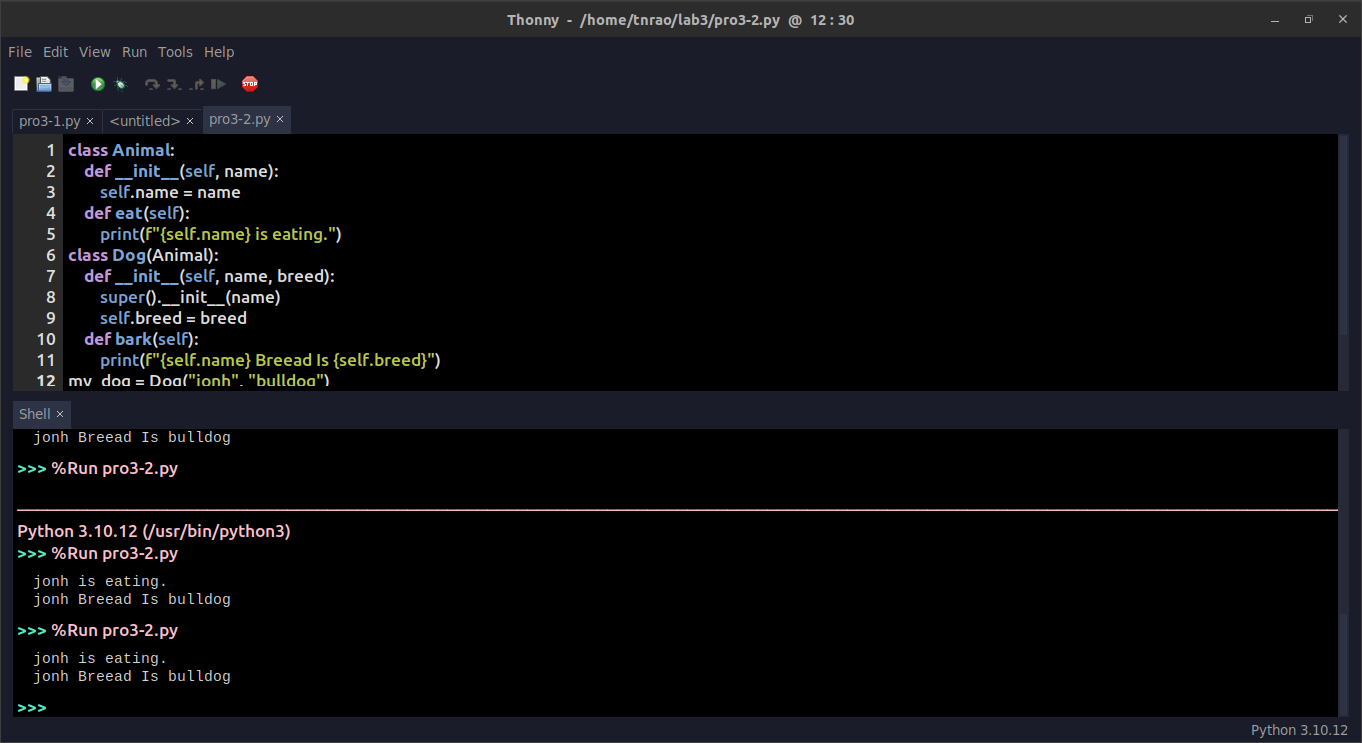 Thonny - /home/tnrao/lab3/pro3-2.py @ 12 : 30
File Edit View Run Tools Help
STOP
pro3-1.py × <untitled> × pro3-2.py ×
1 class Animal:
2     def __init__(self, name):
3         self.name = name
4     def eat(self):
5         print(f"{self.name} is eating.")
6 class Dog(Animal):
7     def __init__(self, name, breed):
8         super().__init__(name)
9         self.breed = breed
10     def bark(self):
11         print(f"{self.name} Breead Is {self.breed}")
12 my_dog = Dog("jonh", "bulldog")
Shell ×
jonh Breead Is bulldog
>>> %Run pro3-2.py
Python 3.10.12 (/usr/bin/python3)
>>> %Run pro3-2.py
jonh is eating.
jonh Breead Is bulldog
>>> %Run pro3-2.py
jonh is eating.
jonh Breead Is bulldog
>>>
Python 3.10.12